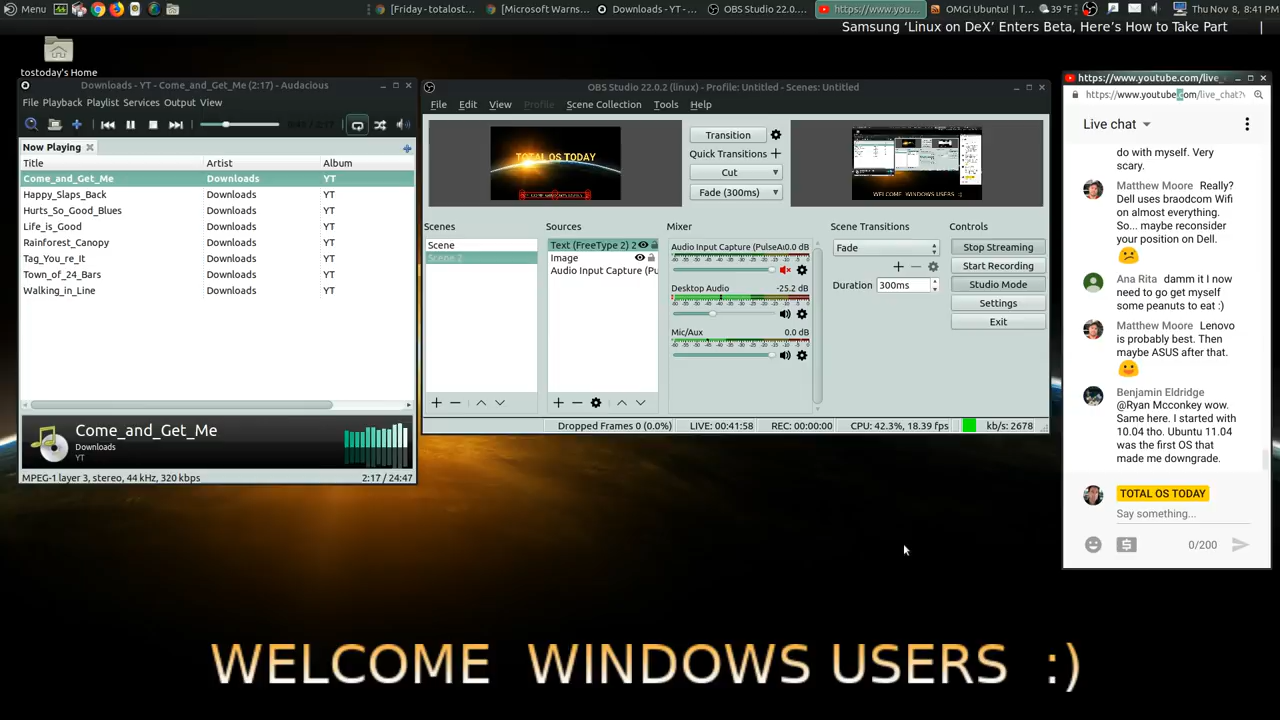 Menu
[Friday - totalost...
[Microsoft Warns...
Downloads - YT -...
OBS Studio 22.0....
https://www.you...
OMG! Ubuntu! | T...
39 °F
Thu Nov 8, 8:41 PM
Samsung ‘Linux on DeX’ Enters Beta, Here’s How to Take Part
tostoday's Home
Downloads - YT - Come_and_Get_Me (2:17) - Audacious
File Playback Playlist Services Output View
Now Playing
Title Artist Album
Come_and_Get_Me Downloads YT
Happy_Slaps_Back Downloads YT
Hurts_So_Good_Blues Downloads YT
Life_is_Good Downloads YT
Rainforest_Canopy Downloads YT
Tag_You_re_It Downloads YT
Town_of_24_Bars Downloads YT
Walking_in_Line Downloads YT
Come_and_Get_Me
Downloads
YT
MPEG-1 layer 3, stereo, 44 kHz, 320 kbps 2:17 / 24:47
OBS Studio 22.0.2 (linux) - Profile: Untitled - Scenes: Untitled
File Edit View Profile Scene Collection Tools Help
TOTAL OS TODAY
Transition
Quick Transitions
Cut
Fade (300ms)
WELCOME WINDOWS USERS :)
Scenes
Scene
Scene 2
Sources
Text (FreeType 2) 2
Image
Audio Input Capture (Pu
Mixer
Audio Input Capture (PulseAu 0.0 dB
Desktop Audio -25.2 dB
Mic/Aux 0.0 dB
Scene Transitions
Fade
Duration 300ms
Controls
Stop Streaming
Start Recording
Studio Mode
Settings
Exit
Dropped Frames 0 (0.0%) LIVE: 00:41:58 REC: 00:00:00 CPU: 42.3%, 18.39 fps kb/s: 2678
https://www.youtube.com/live_
https://www.youtube.com/live_chat?
Live chat
do with myself. Very
scary.
Matthew Moore Really?
Dell uses braodcom Wifi
on almost everything.
So... maybe reconsider
your position on Dell.
Ana Rita damm it I now
need to go get myself
some peanuts to eat :)
Matthew Moore Lenovo
is probably best. Then
maybe ASUS after that.
Benjamin Eldridge
@Ryan Mcconkey wow.
Same here. I started with
10.04 tho. Ubuntu 11.04
was the first OS that
made me downgrade.
TOTAL OS TODAY
Say something...
0/200
WELCOME WINDOWS USERS :)